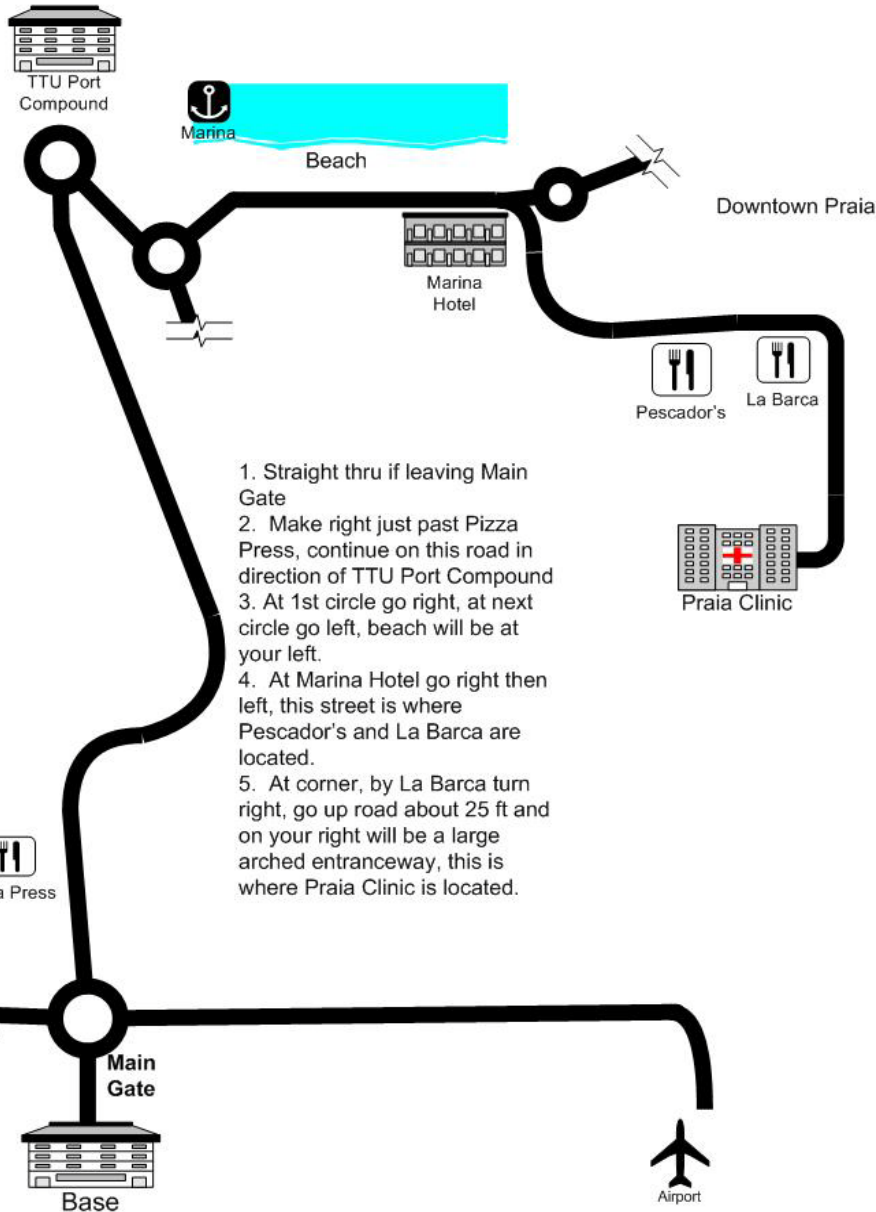 TTU Port
Compound
Marina
Beach
Downtown Praia
Marina
Hotel
Pescador's
La Barca
1. Straight thru if leaving Main
Gate
2. Make right just past Pizza
Press, continue on this road in
direction of TTU Port Compound
3. At 1st circle go right, at next
circle go left, beach will be at
your left.
4. At Marina Hotel go right then
left, this street is where
Pescador's and La Barca are
located.
5. At corner, by La Barca turn
right, go up road about 25 ft and
on your right will be a large
arched entranceway, this is
where Praia Clinic is located.
Praia Clinic
a Press
Main
Gate
Base
Airport